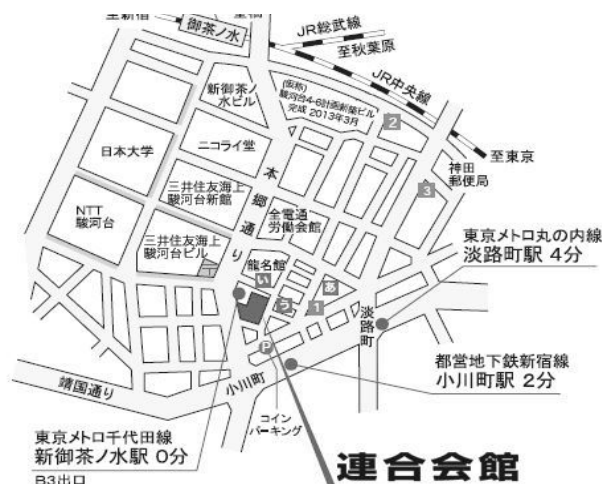 至新宿
御茶ノ水
JR総武線
至秋葉原
JR中央線
新御茶ノ
水ビル
(仮称)
駿河台4-6計画新築ビル
完成 2013年3月
2
至東京
日本大学
ニコライ堂
本郷通り
神田
郵便局
3
三井住友海上
駿河台新館
NTT
駿河台
全電通
労働会館
三井住友海上
駿河台ビル
龍名館
い
う
あ
1
東京メトロ丸の内線
淡路町駅 4分
淡路町
P
都営地下鉄新宿線
小川町駅 2分
靖国通り
小川町
コイン
パーキング
東京メトロ千代田線
新御茶ノ水駅 0分
B3出口
連合会館